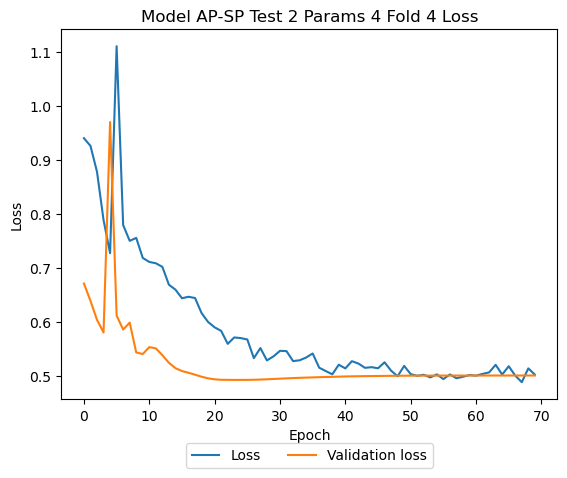 Model AP-SP Test 2 Params 4 Fold 4 Loss
1.1
1.0
0.9
0.8
0.7
0.6
0.5
Loss
0 10 20 30 40 50 60 70
Epoch
Loss Validation loss